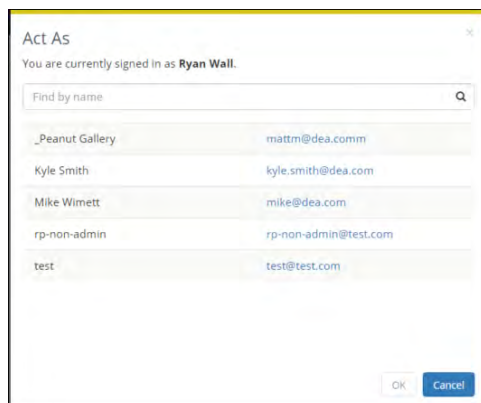 Act As
×
You are currently signed in as Ryan Wall.
Find by name
_Peanut Gallery mattm@dea.comm
Kyle Smith kyle.smith@dea.com
Mike Wimett mike@dea.com
rp-non-admin rp-non-admin@test.com
test test@test.com
OK Cancel